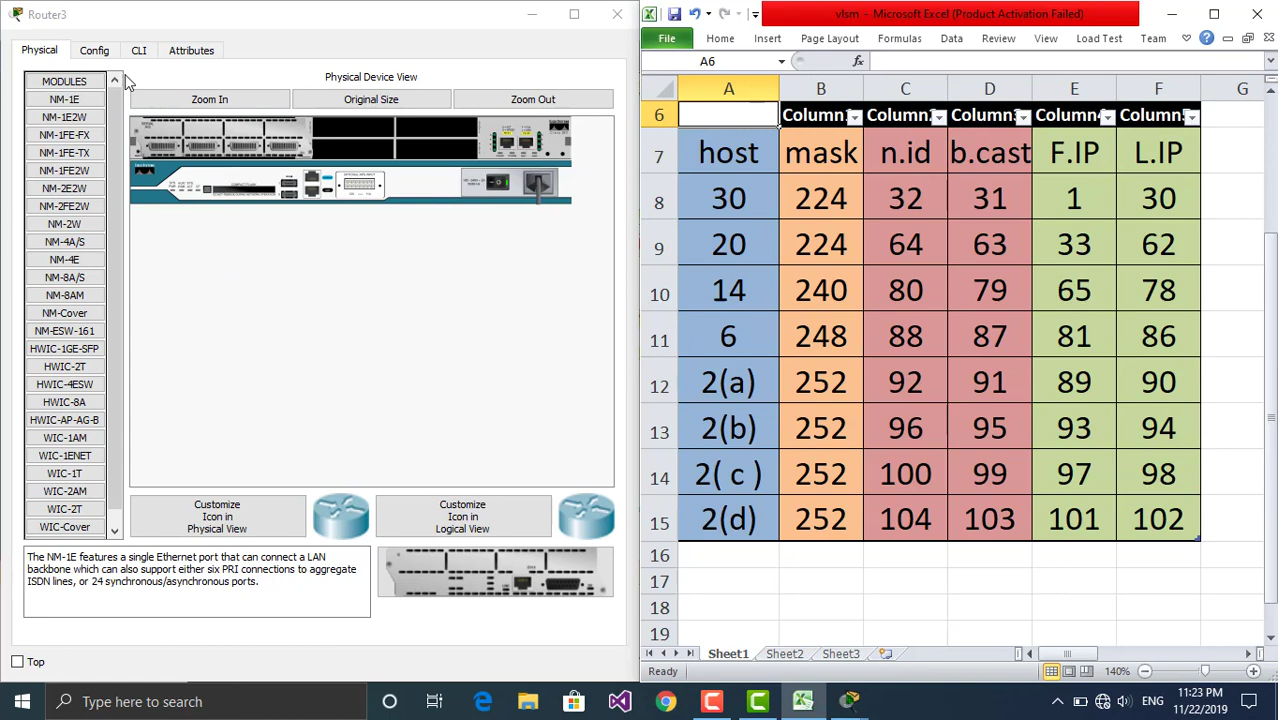 Router3
Physical Config CLI Attributes
MODULES
NM-1E
NM-1E2W
NM-1FE-FX
NM-1FE-TX
NM-1FE2W
NM-2E2W
NM-2FE2W
NM-2W
NM-4A/S
NM-4E
NM-8A/S
NM-8AM
NM-Cover
NM-ESW-161
HWIC-1GE-SFP
HWIC-2T
HWIC-4ESW
HWIC-8A
HWIC-AP-AG-B
WIC-1AM
WIC-1ENET
WIC-1T
WIC-2AM
WIC-2T
WIC-Cover
Physical Device View
Zoom In Original Size Zoom Out
Customize
Icon in
Physical View
Customize
Icon in
Logical View
The NM-1E features a single Ethernet port that can connect a LAN
backbone which can also support either six PRI connections to aggregate
ISDN lines, or 24 synchronous/asynchronous ports.
Top
vlsm – Microsoft Excel (Product Activation Failed)
File Home Insert Page Layout Formulas Data Review View Load Test Team
A6 fx
A B C D E F G
6 Column Column Column Column Column
7 host mask n.id b.cast F.IP L.IP
8 30 224 32 31 1 30
9 20 224 64 63 33 62
10 14 240 80 79 65 78
11 6 248 88 87 81 86
12 2(a) 252 92 91 89 90
13 2(b) 252 96 95 93 94
14 2( c ) 252 100 99 97 98
15 2(d) 252 104 103 101 102
16
17
18
19
Sheet1 Sheet2 Sheet3
Ready 140%
Type here to search
ENG
11:23 PM
11/22/2019